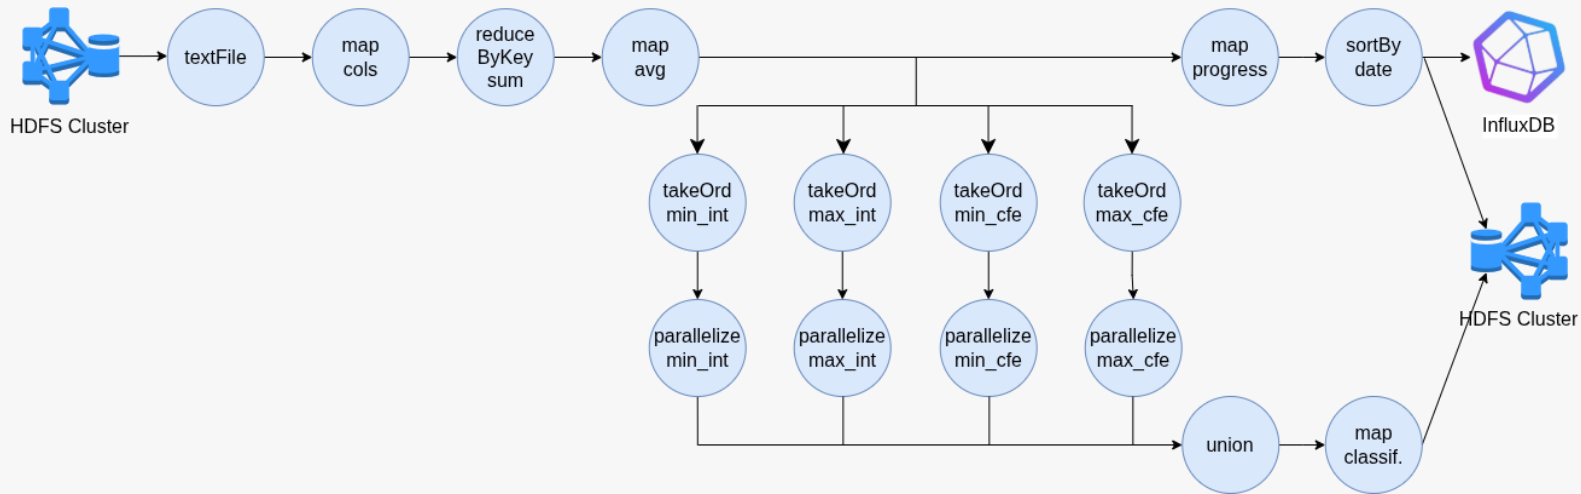 textFile
map
cols
reduce
ByKey
sum
map
avg
map
progress
sortBy
date
HDFS Cluster
InfluxDB
takeOrd
min_int
takeOrd
max_int
takeOrd
min_cfe
takeOrd
max_cfe
HDFS Cluster
parallelize
min_int
parallelize
max_int
parallelize
min_cfe
parallelize
max_cfe
union
map
classif.